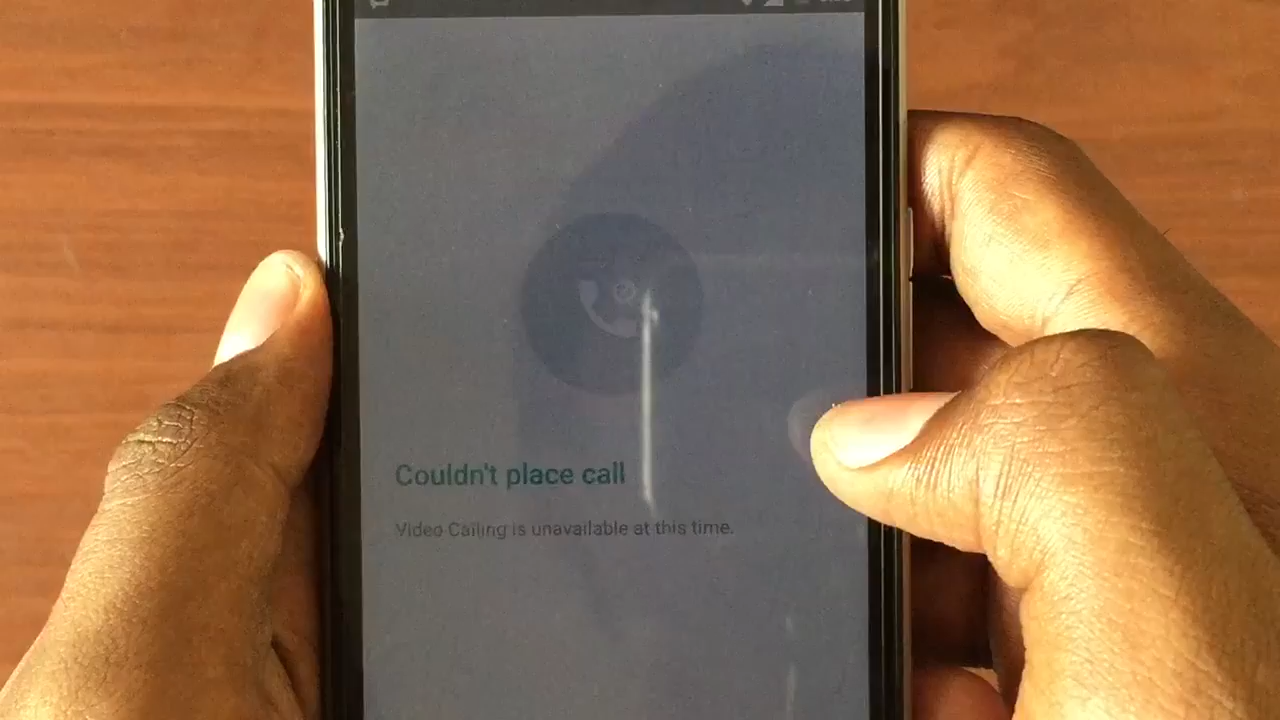 Couldn't place call
Video Calling is unavailable at this time.